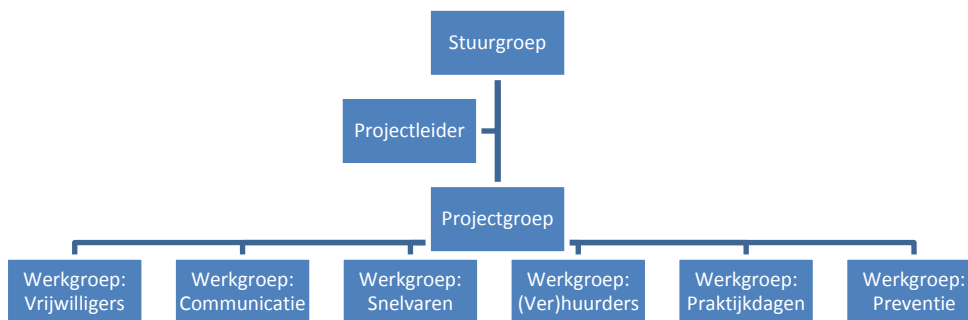 Stuurgroep
Projectleider
Projectgroep
Werkgroep:
Vrijwilligers
Werkgroep:
Communicatie
Werkgroep:
Snelvaren
Werkgroep:
(Ver)huurders
Werkgroep:
Praktijkdagen
Werkgroep:
Preventie